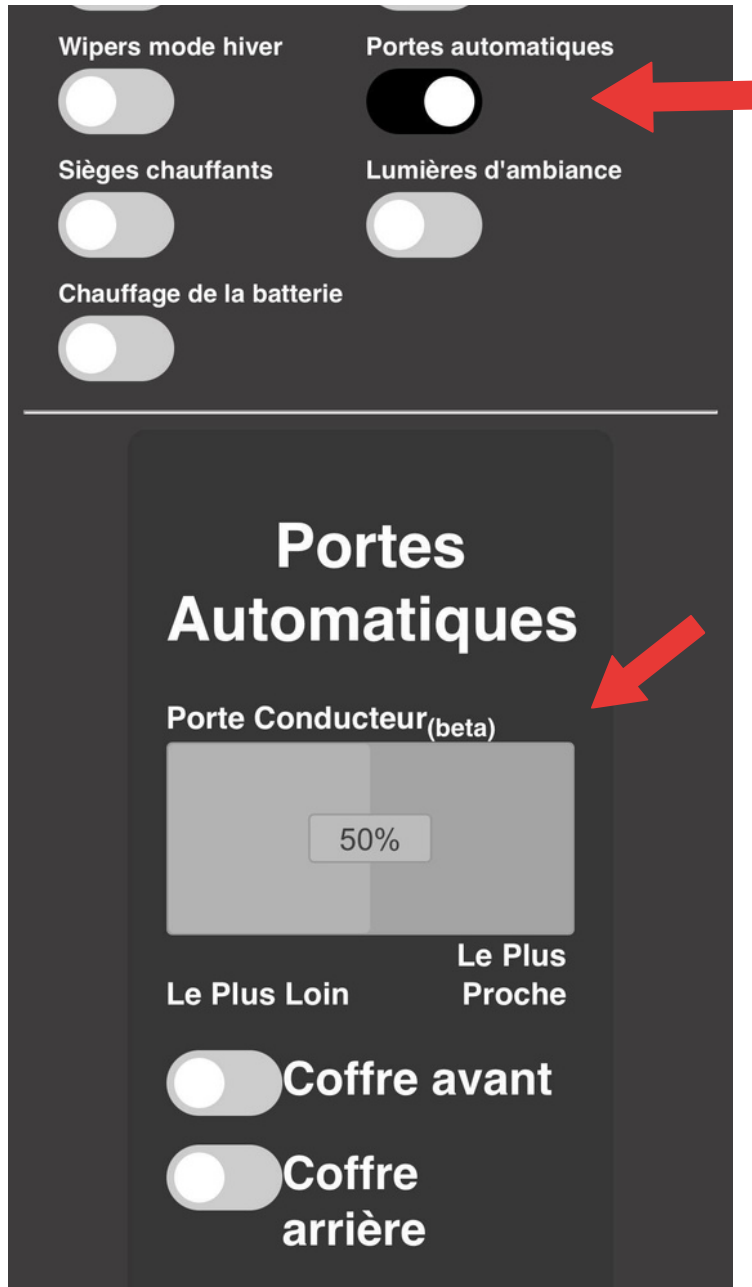 Wipers mode hiver
Portes automatiques
Sièges chauffants
Lumières d'ambiance
Chauffage de la batterie
Portes
Automatiques
Porte Conducteur(beta)
50%
Le Plus Loin
Le Plus
Proche
Coffre avant
Coffre
arrière